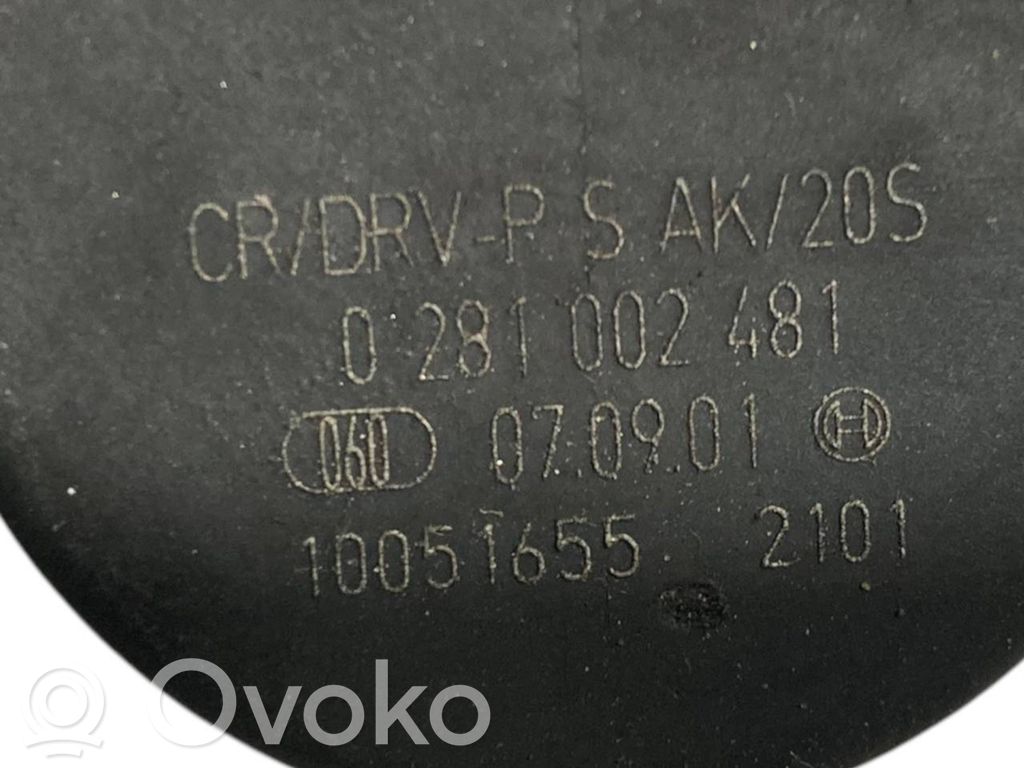 CR/DRV-P S AK/20S
0 281 002 481
060 07.09.01 H
10051655 2101
Ovoko